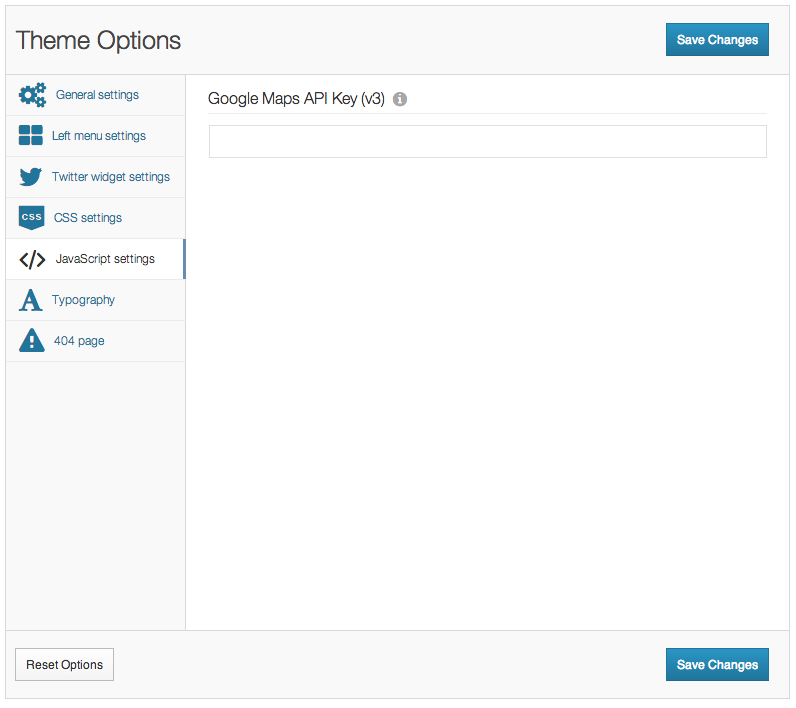 Theme Options
Save Changes
General settings
Left menu settings
Twitter widget settings
CSS
CSS settings
</> JavaScript settings
A Typography
404 page
Google Maps API Key (v3)
Reset Options
Save Changes